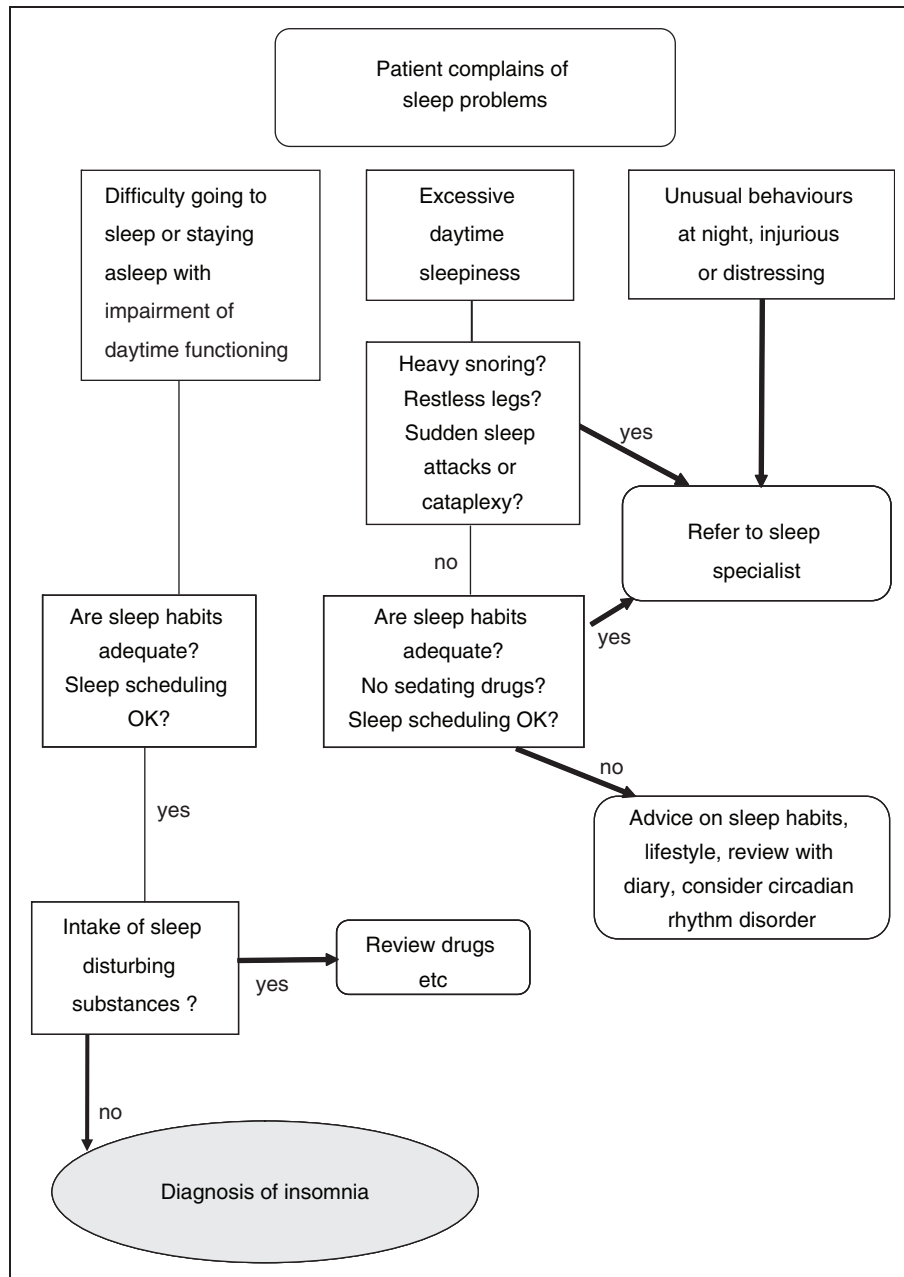 Patient complains of
sleep problems
Difficulty going to
sleep or staying
asleep with
impairment of
daytime functioning
Excessive
daytime
sleepiness
Unusual behaviours
at night, injurious
or distressing
Heavy snoring?
Restless legs?
Sudden sleep
attacks or
cataplexy?
yes
Refer to sleep
specialist
no
Are sleep habits
adequate?
Sleep scheduling
OK?
Are sleep habits
adequate?
No sedating drugs?
Sleep scheduling OK?
yes
no
yes
Advice on sleep habits,
lifestyle, review with
diary, consider circadian
rhythm disorder
Intake of sleep
disturbing
substances ?
yes
Review drugs
etc
no
Diagnosis of insomnia